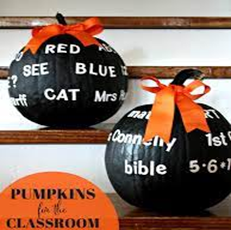 RED
SEE BLUE
CAT Mrs
1st
Connelly
bible 5·6+
PUMPKINS
for the
CLASSROOM